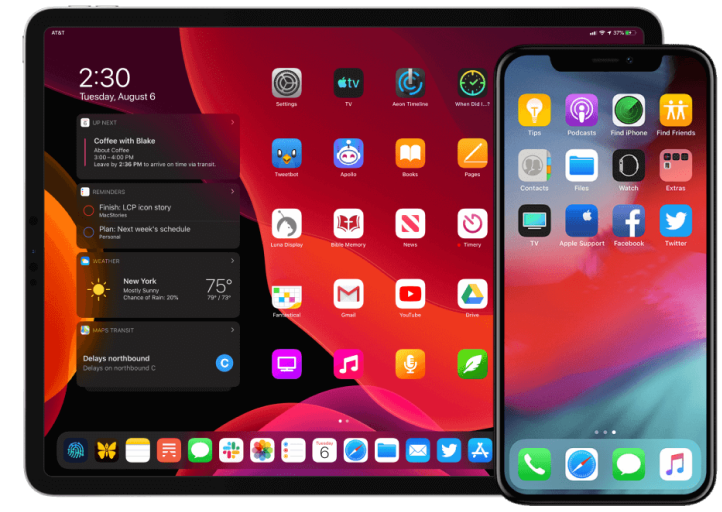 AT&T
37%
2:30
Tuesday, August 6
UP NEXT
Coffee with Blake
About Coffee
3:00–4:00 PM
Leave by 2:36 PM to arrive on time via transit.
REMINDERS
Finish: LCP icon story
MacStories
Plan: Next week's schedule
Personal
WEATHER
New York
Mostly Sunny
Chance of Rain: 20%
75°
79° / 73°
MAPS TRANSIT
Delays northbound
Delays on northbound C
C
tv
Settings
TV
Aeon Timeline
When Did I...?
Tweetbot
Apollo
Books
Pages
Luna Display
Bible Memory
News
Timery
Fantastical
Gmail
YouTube
Drive
Tuesday
6
Tips
Podcasts
Find iPhone
Find Friends
Contacts
Files
Watch
Extras
TV
Apple Support
Facebook
Twitter